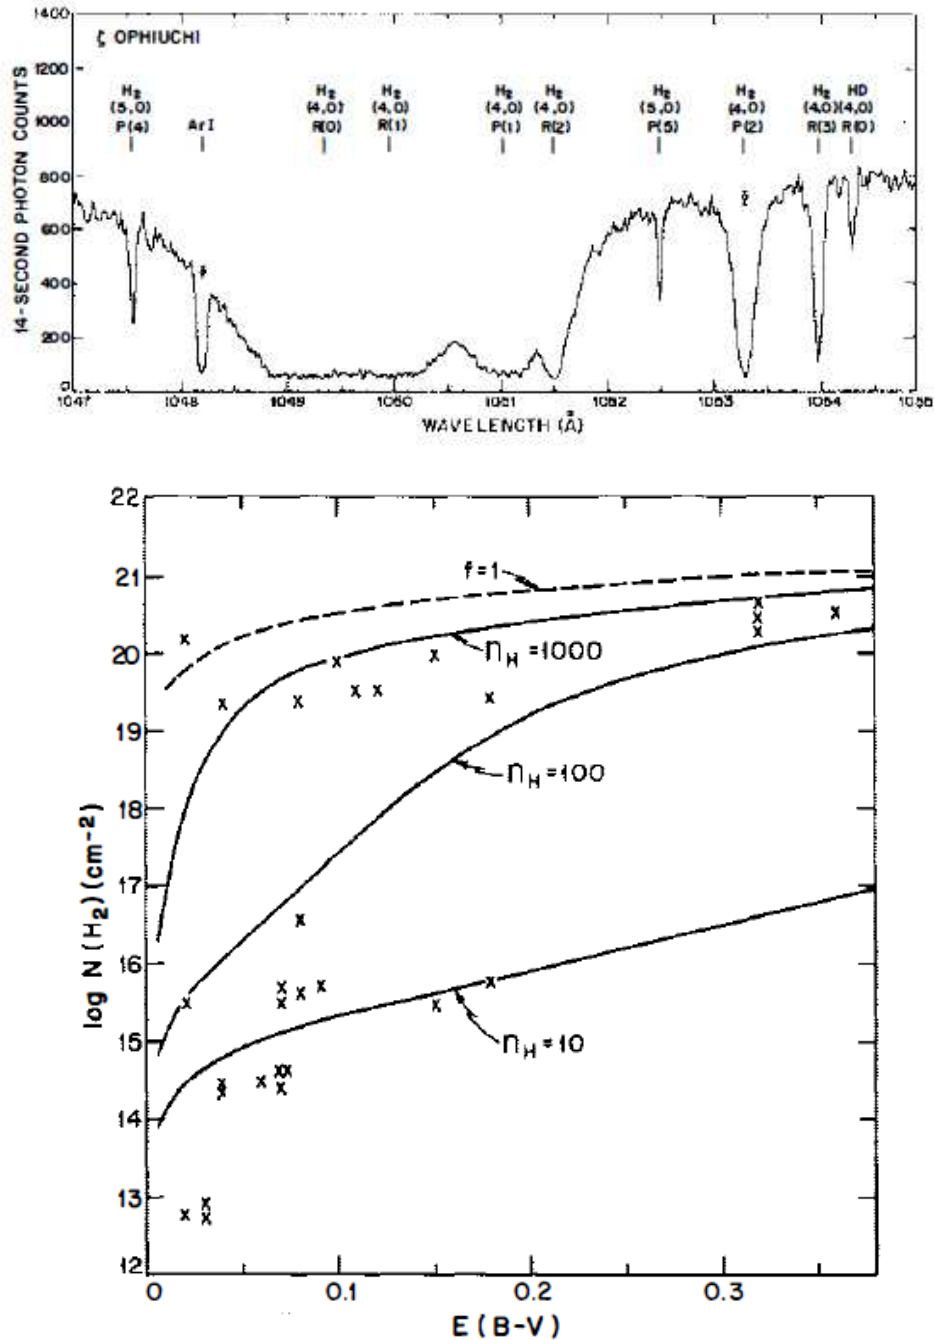 1400
ζ OPHIUCHI
1200
H2 H2 H2 H2 H2 H2 H2 H2 HD
(5,0) (4,0) (4,0) (4,0) (4,0) (5,0) (4,0) (4,0) (4,0)
P(4) ArI R(0) R(1) P(1) R(2) P(5) P(2) R(3) R(0)
1000
800
600
400
200
0
14-SECOND PHOTON COUNTS
1047 1048 1049 1050 1051 1052 1053 1054 1055
WAVELENGTH (Å)
22
21
20
19
18
17
16
15
14
13
12
log N (H2) (cm-2)
f=1
nH=1000
nH=100
nH=10
0 0.1 0.2 0.3
E (B-V)